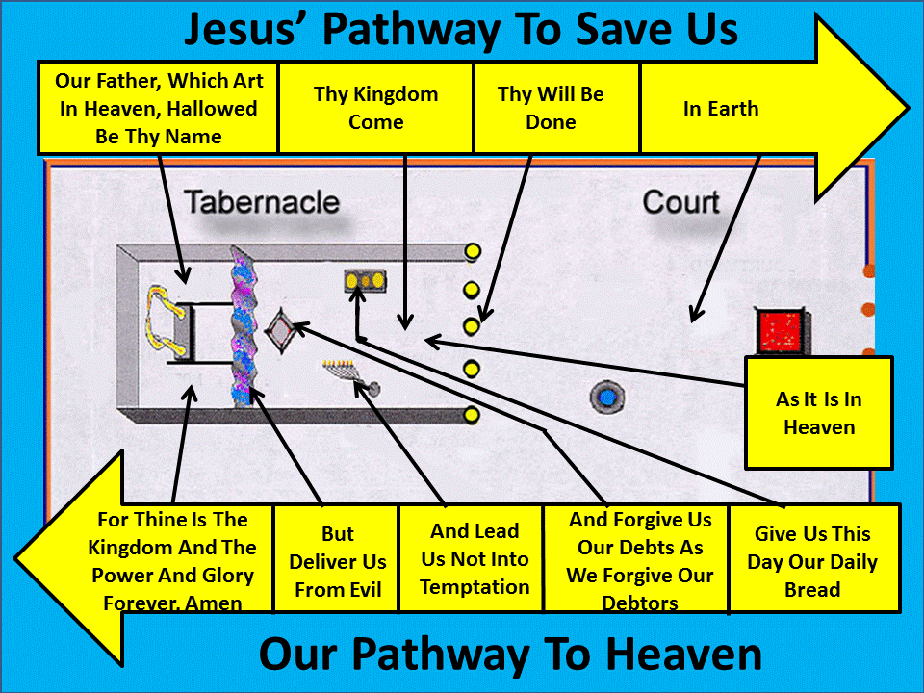 Jesus’ Pathway To Save Us
Our Father, Which Art
In Heaven, Hallowed
Be Thy Name
Thy Kingdom
Come
Thy Will Be
Done
In Earth
Tabernacle
Court
As It Is In
Heaven
For Thine Is The
Kingdom And The
Power And Glory
Forever. Amen
But
Deliver Us
From Evil
And Lead
Us Not Into
Temptation
And Forgive Us
Our Debts As
We Forgive Our
Debtors
Give Us This
Day Our Daily
Bread
Our Pathway To Heaven